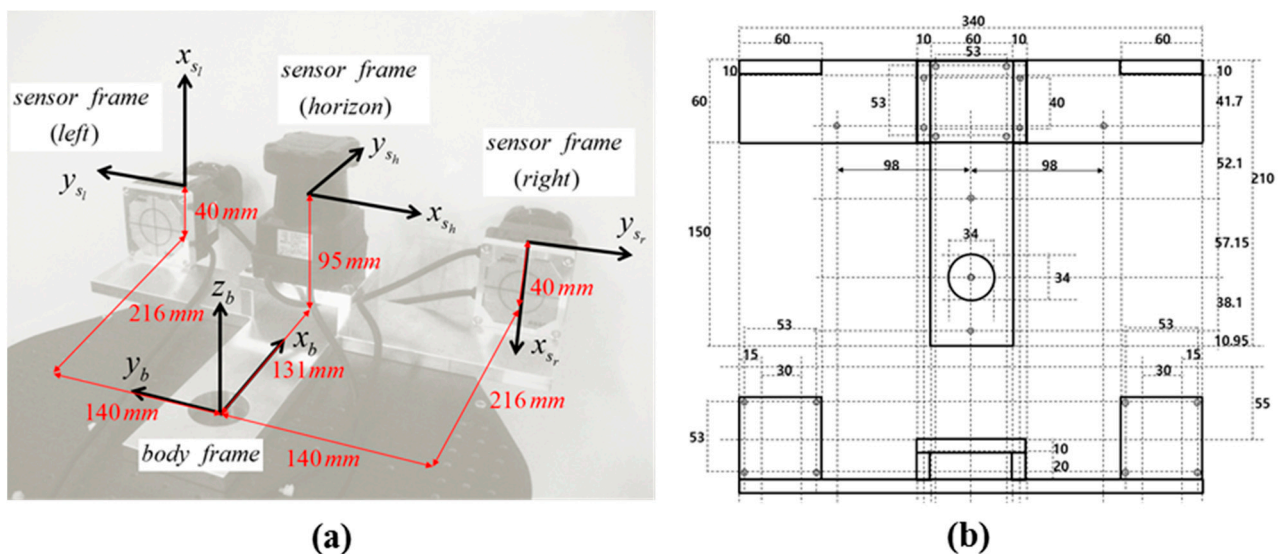 x_{s_l}
sensor frame
(left)
y_{s_l}
40 mm
216 mm
sensor frame
(horizon)
y_{s_h}
x_{s_h}
95 mm
sensor frame
(right)
y_{s_r}
40 mm
x_{s_r}
216 mm
z_b
x_b
131 mm
y_b
140 mm
140 mm
body frame
(a)
340
60 10 60 10 60
53
10 10
60 53 40 41.7
98 98
52.1
210
150
34
57.15
34
38.1
53 53
10.95
15 15
30 30
55
53
10
20
(b)